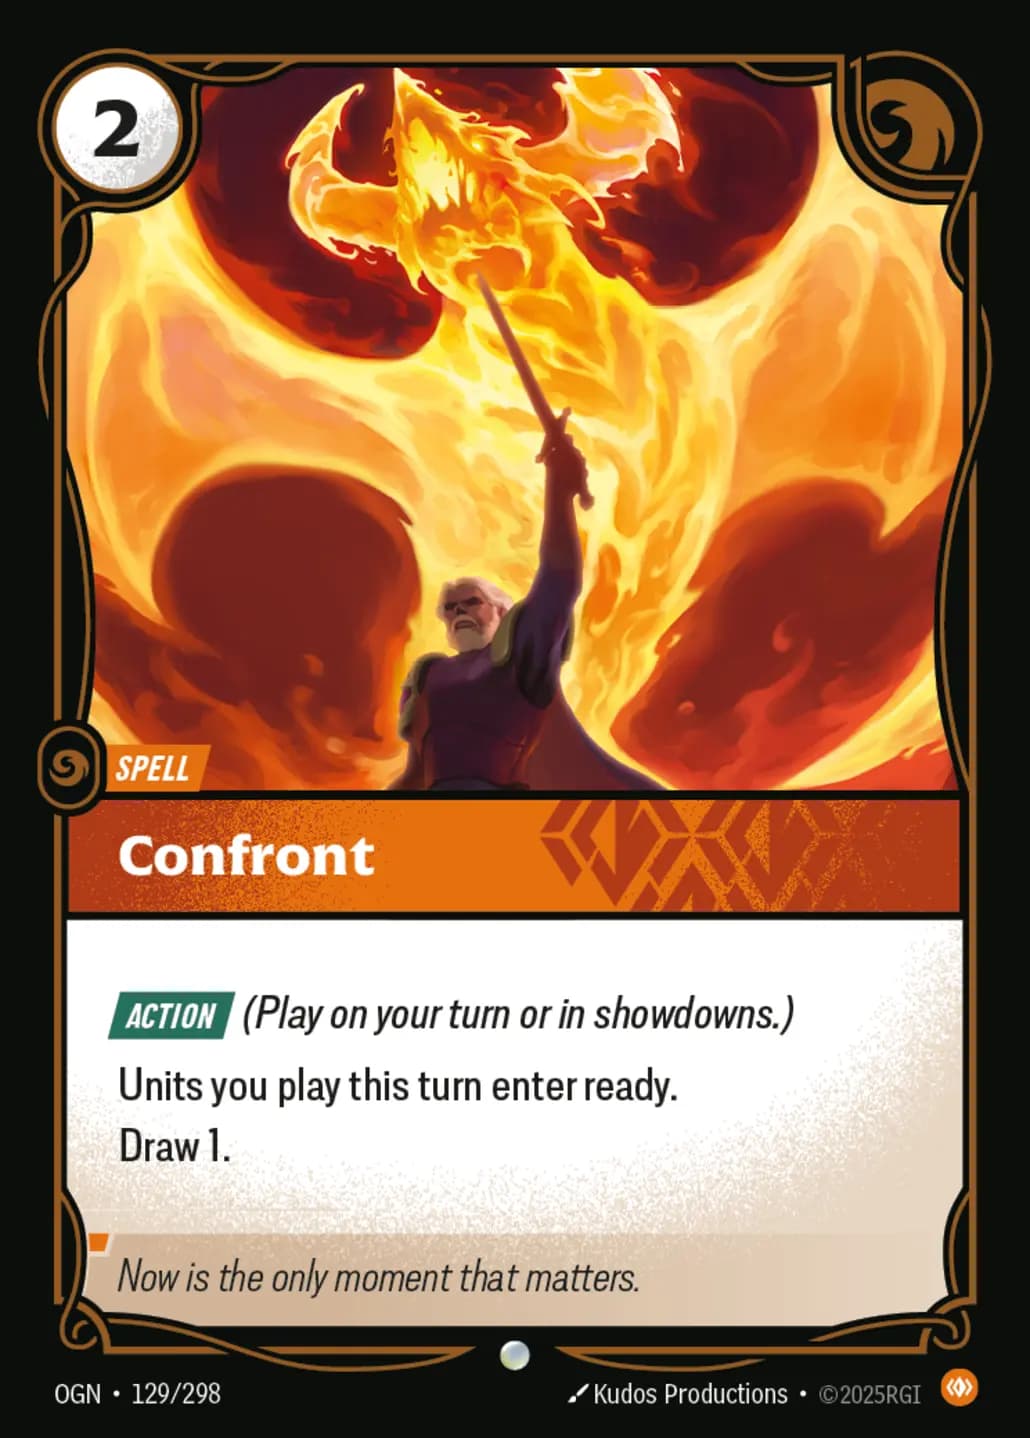 2
SPELL
Confront
ACTION (Play on your turn or in showdowns.)
Units you play this turn enter ready.
Draw 1.
Now is the only moment that matters.
OGN • 129/298
Kudos Productions • ©2025RGI